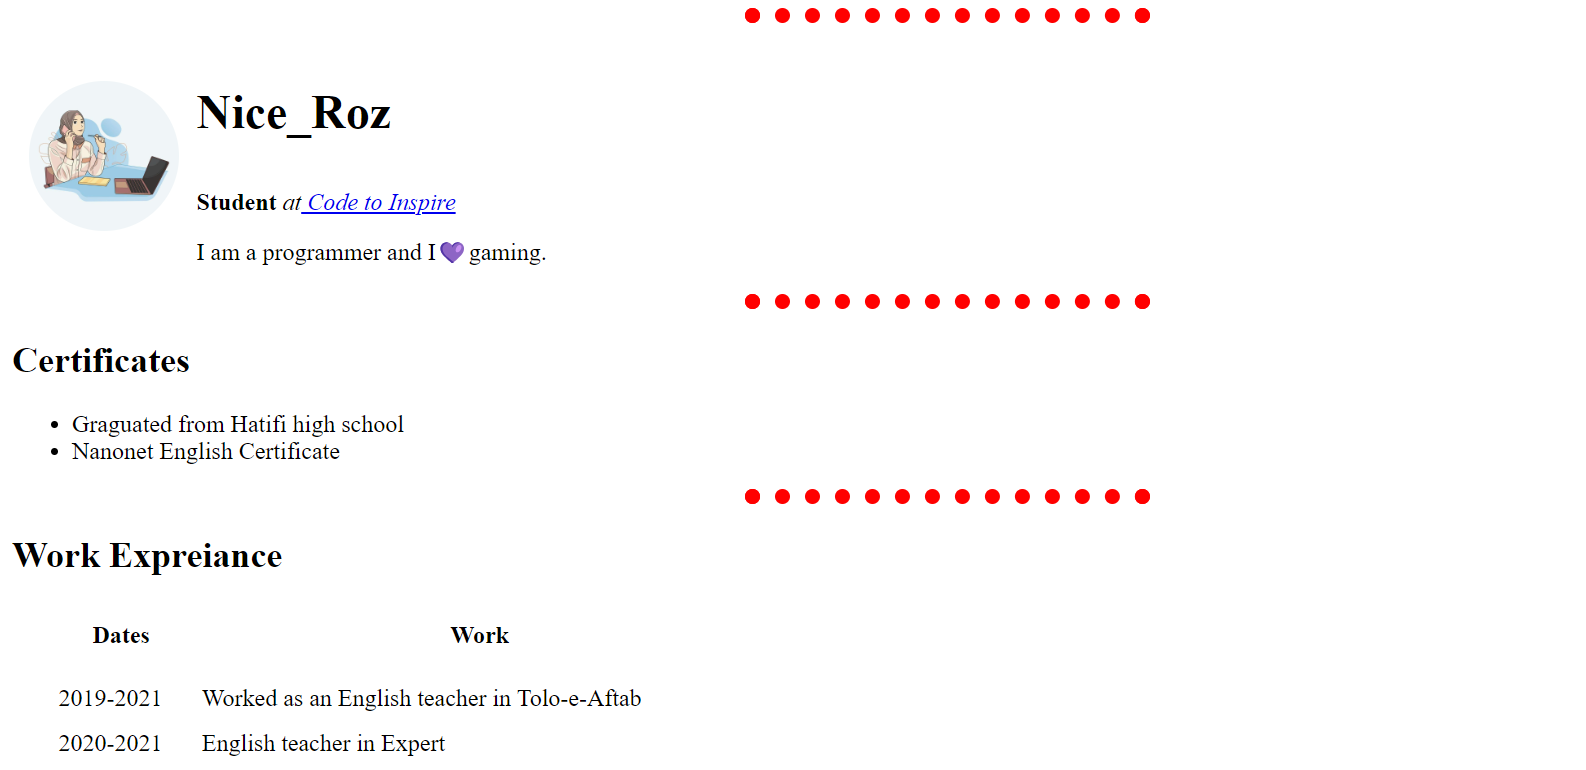 Nice_Roz
Student at Code to Inspire
I am a programmer and I 💜 gaming.
Certificates
• Graguated from Hatifi high school
• Nanonet English Certificate
Work Expreiance
Dates Work
2019-2021 Worked as an English teacher in Tolo-e-Aftab
2020-2021 English teacher in Expert